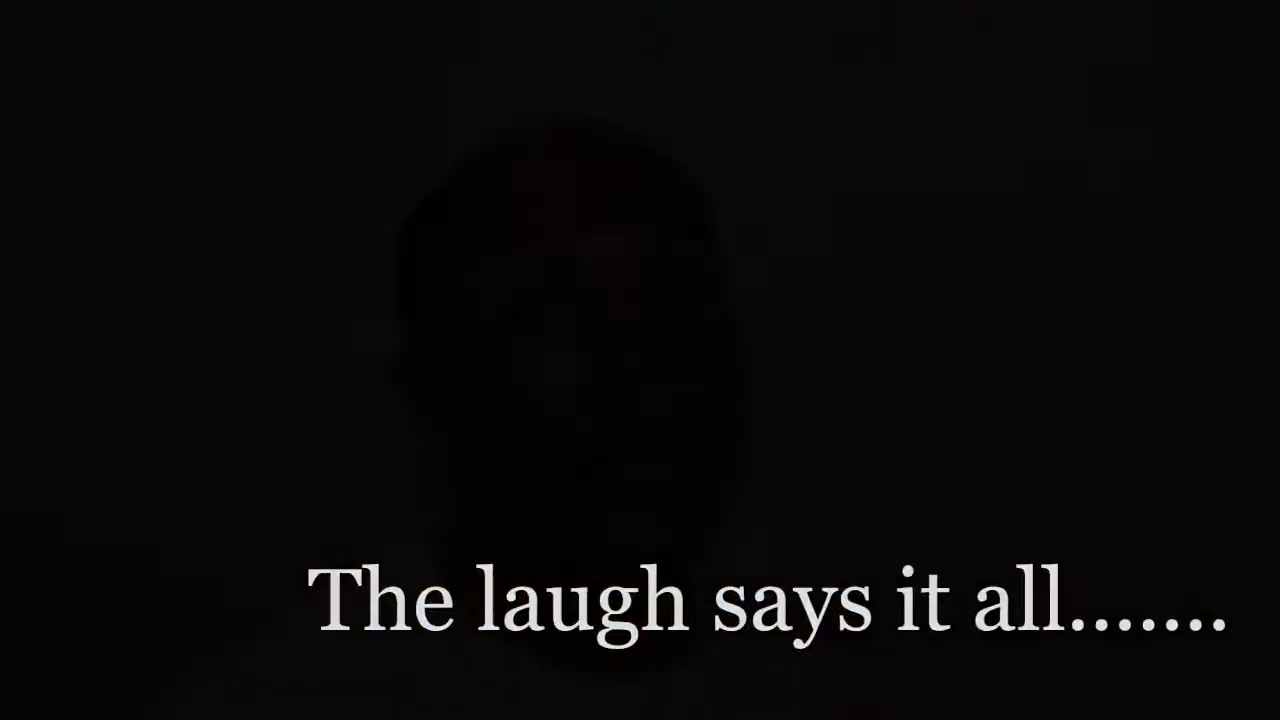 The laugh says it all.......